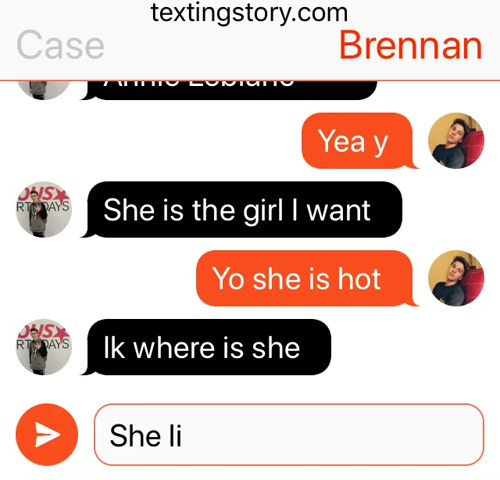 textingstory.com
Case
Brennan
Yea y
She is the girl I want
Yo she is hot
Ik where is she
She li